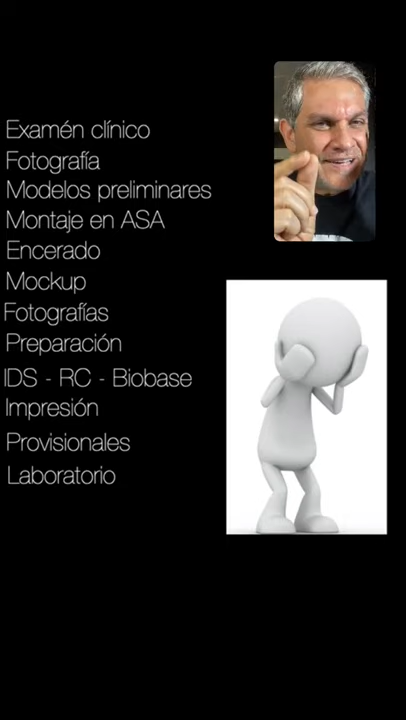 Examén clínico
Fotografía
Modelos preliminares
Montaje en ASA
Encerado
Mockup
Fotografías
Preparación
IDS - RC - Biobase
Impresión
Provisionales
Laboratorio